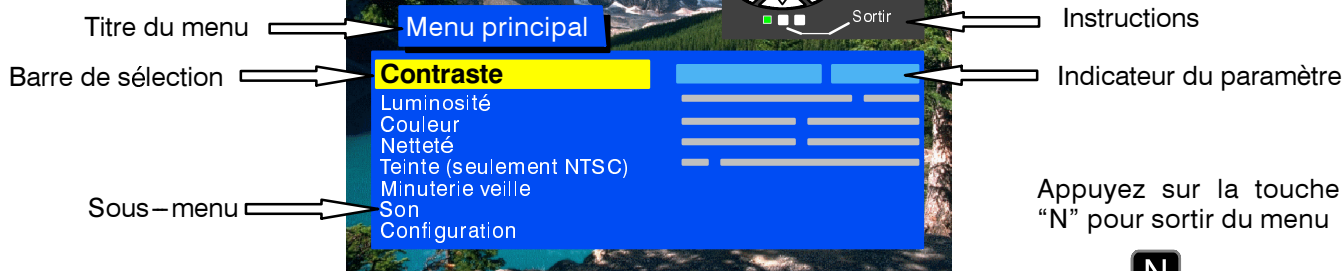 Titre du menu
Menu principal
Sortir
Instructions
Barre de sélection
Contraste
Indicateur du paramètre
Luminosité
Couleur
Netteté
Teinte (seulement NTSC)
Minuterie veille
Sous–menu
Son
Configuration
Appuyez sur la touche
“N” pour sortir du menu
N